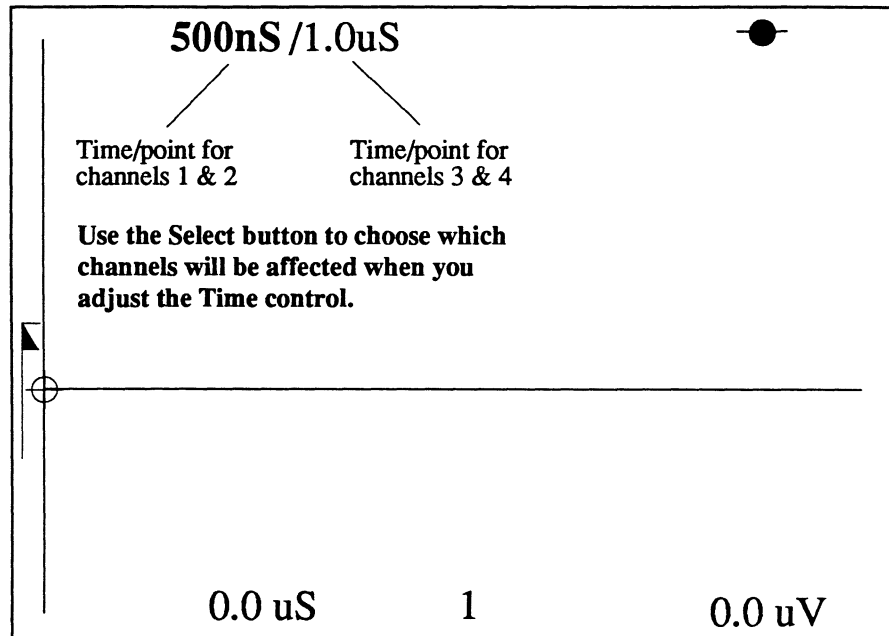 500nS /1.0uS
Time/point for
channels 1 & 2
Time/point for
channels 3 & 4
Use the Select button to choose which
channels will be affected when you
adjust the Time control.
0.0 uS 1 0.0 uV